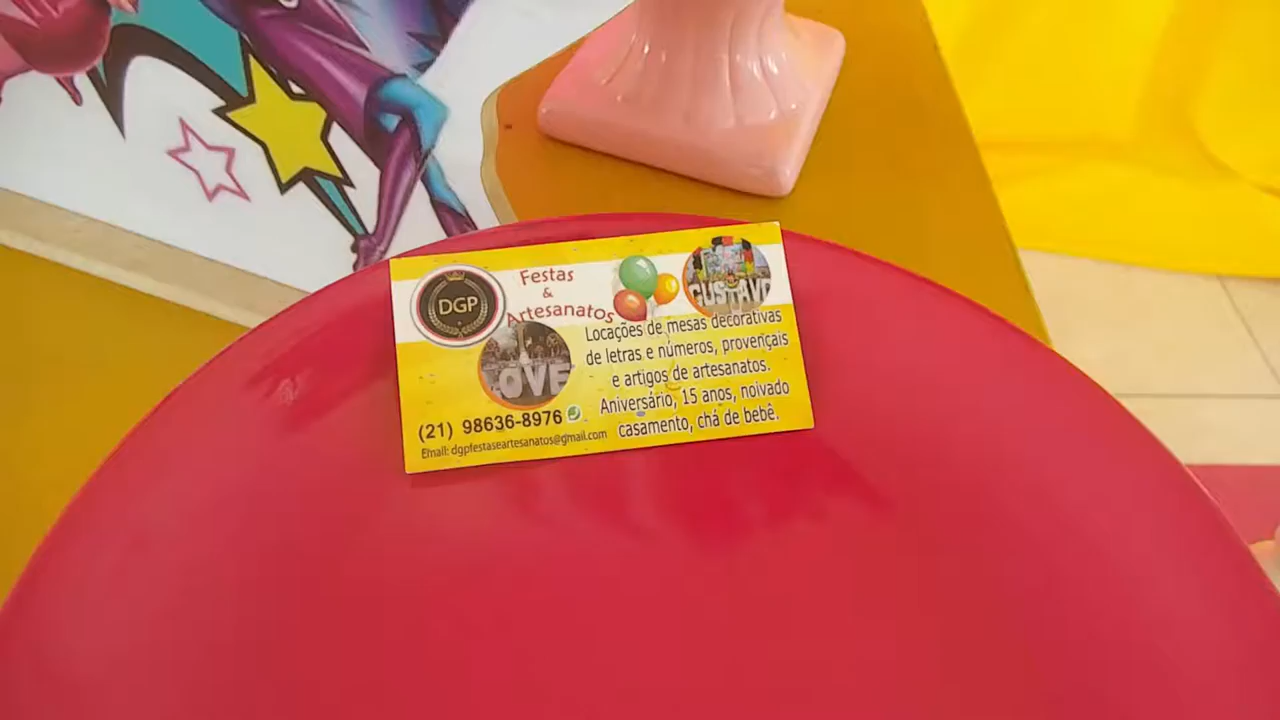 DGP
Festas
&
Artesanatos
GUSTAVO
OVE
Locações de mesas decorativas
de letras e números, provençais
e artigos de artesanatos.
Aniversário, 15 anos, noivado
casamento, chá de bebê.
(21) 98636-8976
Email: dgpfestaseartesanatos@gmail.com